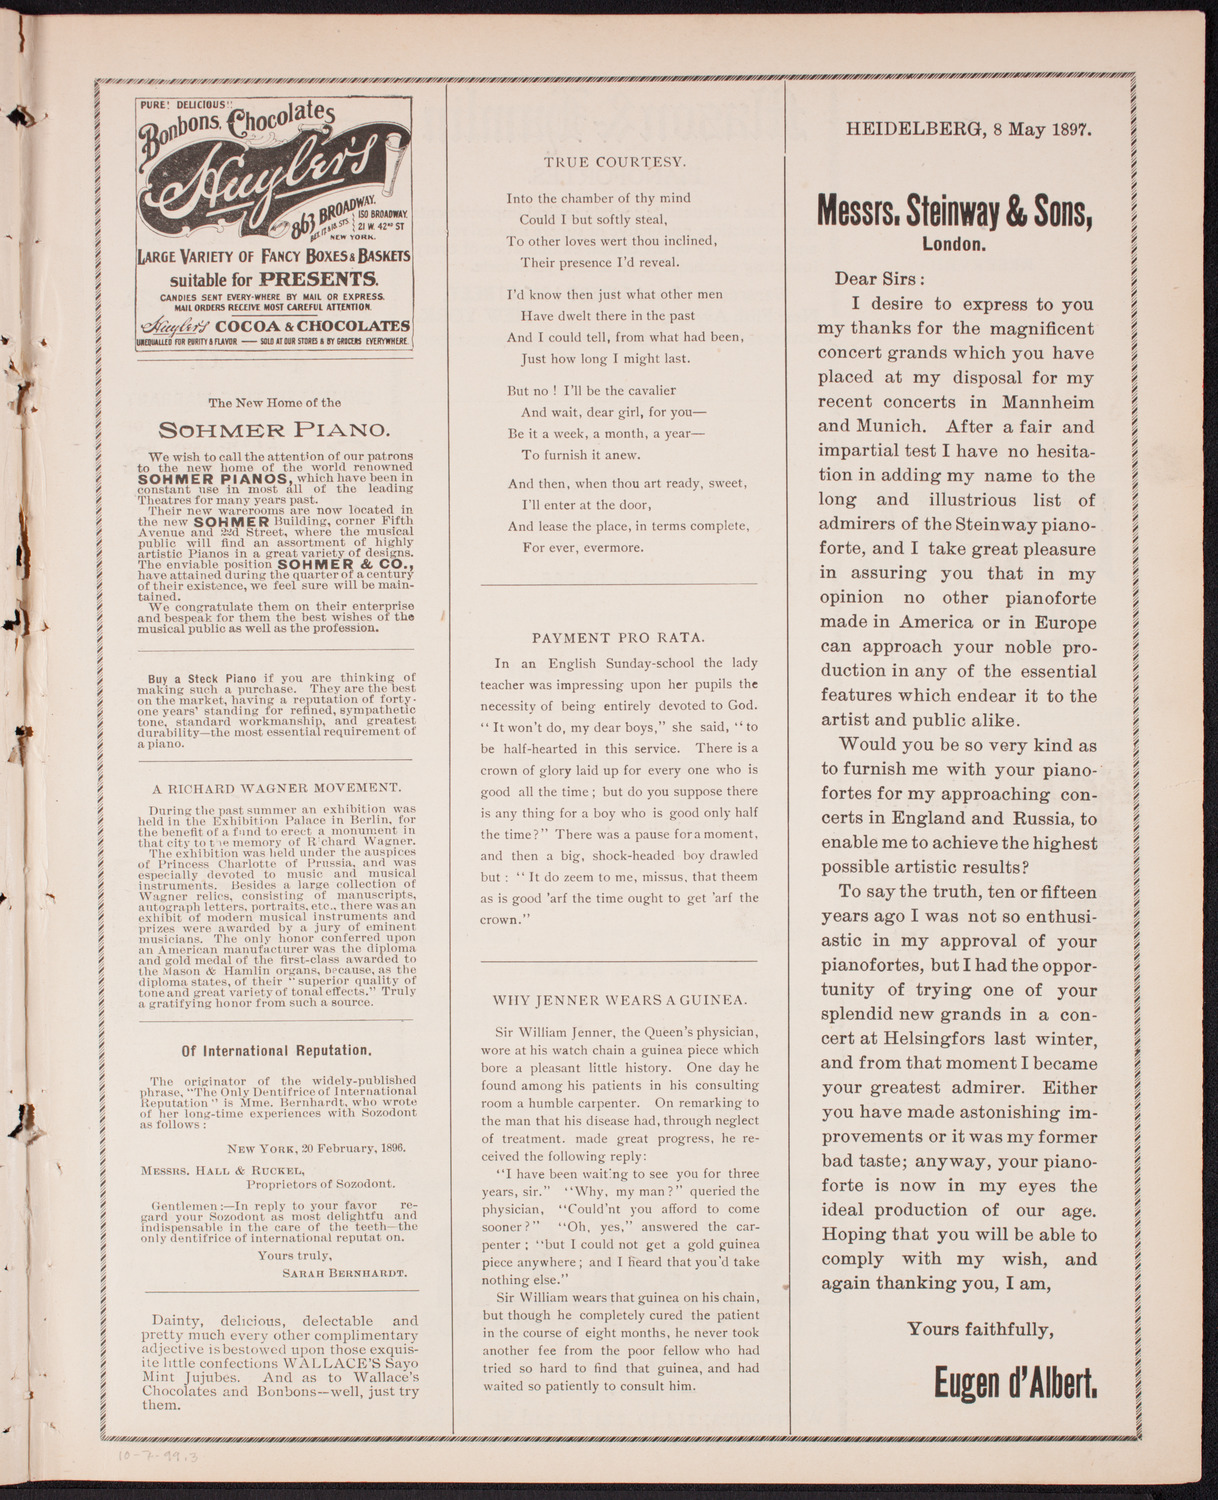 PURE! DELICIOUS!!
Bonbons, Chocolates
Huyler's
863 BROADWAY.
BET. 17 & 18. STS
150 BROADWAY.
21 W. 42ND ST
NEW YORK.
LARGE VARIETY OF FANCY BOXES & BASKETS
suitable for PRESENTS.
CANDIES SENT EVERY-WHERE BY MAIL OR EXPRESS.
MAIL ORDERS RECEIVE MOST CAREFUL ATTENTION.
Huyler's COCOA & CHOCOLATES
UNEQUALLED FOR PURITY & FLAVOR — SOLD AT OUR STORES & BY GROCERS EVERYWHERE.
The New Home of the
SOHMER PIANO.
We wish to call the attention of our patrons
to the new home of the world renowned
SOHMER PIANOS, which have been in
constant use in most all of the leading
Theatres for many years past.
Their new warerooms are now located in
the new SOHMER Building, corner Fifth
Avenue and 22d Street, where the musical
public will find an assortment of highly
artistic Pianos in a great variety of designs.
The enviable position SOHMER & CO.,
have attained during the quarter of a century
of their existence, we feel sure will be main-
tained.
We congratulate them on their enterprise
and bespeak for them the best wishes of the
musical public as well as the profession.
Buy a Steck Piano if you are thinking of
making such a purchase. They are the best
on the market, having a reputation of forty-
one years' standing for refined, sympathetic
tone, standard workmanship, and greatest
durability—the most essential requirement of
a piano.
A RICHARD WAGNER MOVEMENT.
During the past summer an exhibition was
held in the Exhibition Palace in Berlin, for
the benefit of a fund to erect a monument in
that city to t e memory of R chard Wagner.
The exhibition was held under the auspices
of Princess Charlotte of Prussia, and was
especially devoted to music and musical
instruments. Besides a large collection of
Wagner relics, consisting of manuscripts,
autograph letters, portraits, etc., there was an
exhibit of modern musical instruments and
prizes were awarded by a jury of eminent
musicians. The only honor conferred upon
an American manufacturer was the diploma
and gold medal of the first-class awarded to
the Mason & Hamlin organs, because, as the
diploma states, of their "superior quality of
tone and great variety of tonal effects." Truly
a gratifying honor from such a source.
Of International Reputation.
The originator of the widely-published
phrase, "The Only Dentifrice of International
Reputation" is Mme. Bernhardt, who wrote
of her long-time experiences with Sozodont
as follows:
NEW YORK, 20 February, 1896.
MESSRS. HALL & RUCKEL,
Proprietors of Sozodont.
Gentlemen:—In reply to your favor re-
gard your Sozodont as most delightfu and
indispensable in the care of the teeth—the
only dentifrice of international reputat on.
Yours truly,
SARAH BERNHARDT.
Dainty, delicious, delectable and
pretty much every other complimentary
adjective is bestowed upon those exquis-
ite little confections WALLACE'S Sayo
Mint Jujubes. And as to Wallace's
Chocolates and Bonbons—well, just try
them.
TRUE COURTESY.
Into the chamber of thy mind
Could I but softly steal,
To other loves wert thou inclined,
Their presence I'd reveal.
I'd know then just what other men
Have dwelt there in the past
And I could tell, from what had been,
Just how long I might last.
But no! I'll be the cavalier
And wait, dear girl, for you—
Be it a week, a month, a year—
To furnish it anew.
And then, when thou art ready, sweet,
I'll enter at the door,
And lease the place, in terms complete,
For ever, evermore.
PAYMENT PRO RATA.
In an English Sunday-school the lady
teacher was impressing upon her pupils the
necessity of being entirely devoted to God.
"It won't do, my dear boys," she said, "to
be half-hearted in this service. There is a
crown of glory laid up for every one who is
good all the time; but do you suppose there
is any thing for a boy who is good only half
the time?" There was a pause for a moment,
and then a big, shock-headed boy drawled
but: "It do zeem to me, missus, that theem
as is good 'arf the time ought to get 'arf the
crown."
WHY JENNER WEARS A GUINEA.
Sir William Jenner, the Queen's physician,
wore at his watch chain a guinea piece which
bore a pleasant little history. One day he
found among his patients in his consulting
room a humble carpenter. On remarking to
the man that his disease had, through neglect
of treatment. made great progress, he re-
ceived the following reply:
"I have been waiting to see you for three
years, sir." "Why, my man?" queried the
physician, "Could'nt you afford to come
sooner?" "Oh, yes," answered the car-
penter; "but I could not get a gold guinea
piece anywhere; and I heard that you'd take
nothing else."
Sir William wears that guinea on his chain,
but though he completely cured the patient
in the course of eight months, he never took
another fee from the poor fellow who had
tried so hard to find that guinea, and had
waited so patiently to consult him.
HEIDELBERG, 8 May 1897.
Messrs. Steinway & Sons,
London.
Dear Sirs:
I desire to express to you
my thanks for the magnificent
concert grands which you have
placed at my disposal for my
recent concerts in Mannheim
and Munich. After a fair and
impartial test I have no hesita-
tion in adding my name to the
long and illustrious list of
admirers of the Steinway piano-
forte, and I take great pleasure
in assuring you that in my
opinion no other pianoforte
made in America or in Europe
can approach your noble pro-
duction in any of the essential
features which endear it to the
artist and public alike.
Would you be so very kind as
to furnish me with your piano-
fortes for my approaching con-
certs in England and Russia, to
enable me to achieve the highest
possible artistic results?
To say the truth, ten or fifteen
years ago I was not so enthusi-
astic in my approval of your
pianofortes, but I had the oppor-
tunity of trying one of your
splendid new grands in a con-
cert at Helsingfors last winter,
and from that moment I became
your greatest admirer. Either
you have made astonishing im-
provements or it was my former
bad taste; anyway, your piano-
forte is now in my eyes the
ideal production of our age.
Hoping that you will be able to
comply with my wish, and
again thanking you, I am,
Yours faithfully,
Eugen d'Albert.
10-7-99.3